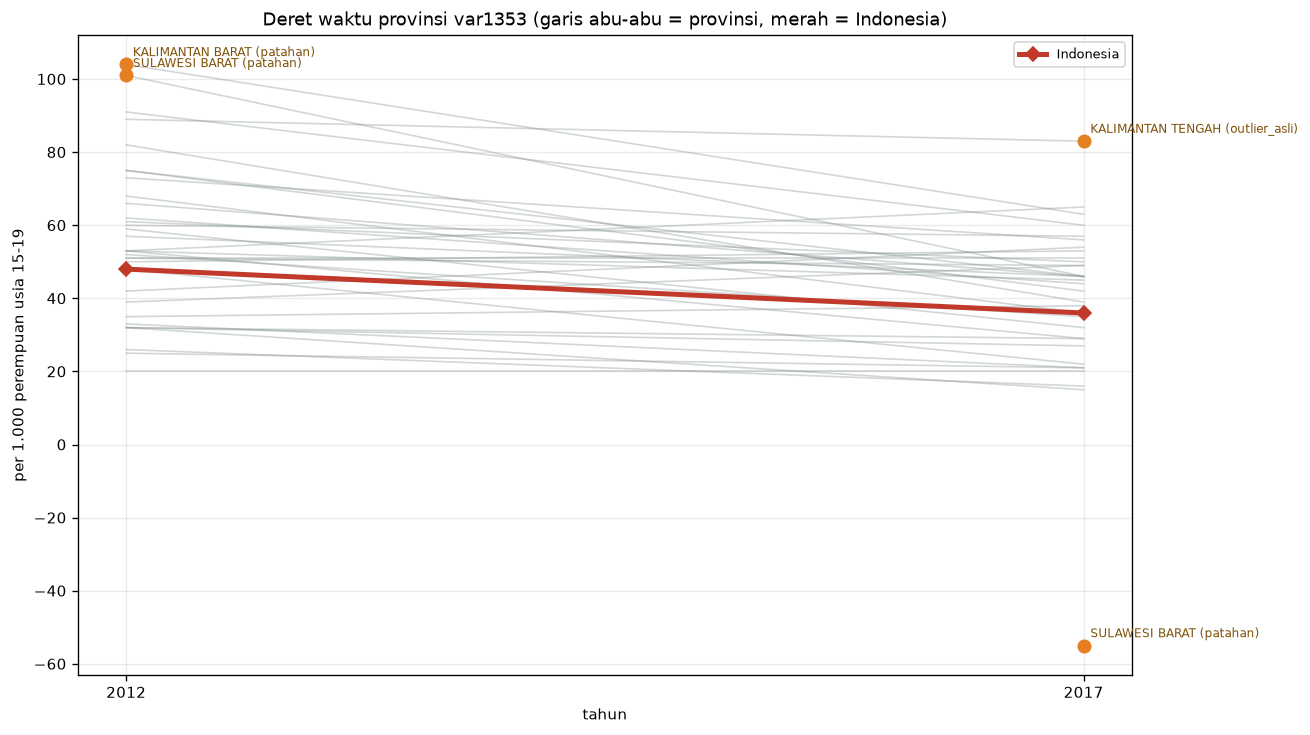 Deret waktu provinsi var1353 (garis abu-abu = provinsi, merah = Indonesia)
KALIMANTAN BARAT (patahan)
SULAWESI BARAT (patahan)
Indonesia
KALIMANTAN TENGAH (outlier_asli)
SULAWESI BARAT (patahan)
per 1.000 perempuan usia 15-19
100
80
60
40
20
0
−20
−40
−60
2012
2017
tahun